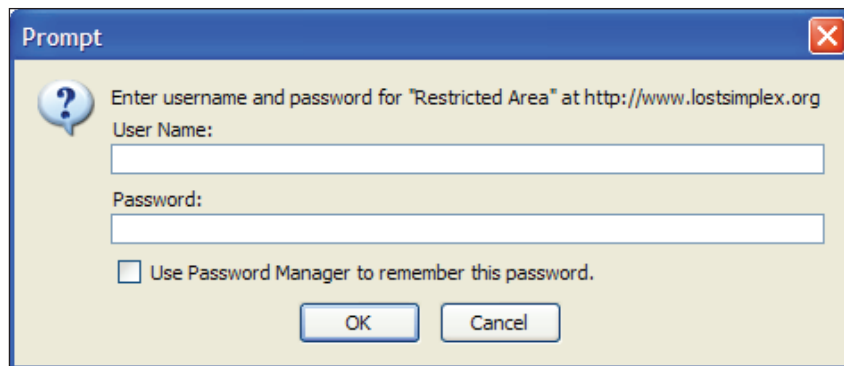 Prompt
?
Enter username and password for "Restricted Area" at http://www.lostsimplex.org
User Name:
Password:
Use Password Manager to remember this password.
OK
Cancel